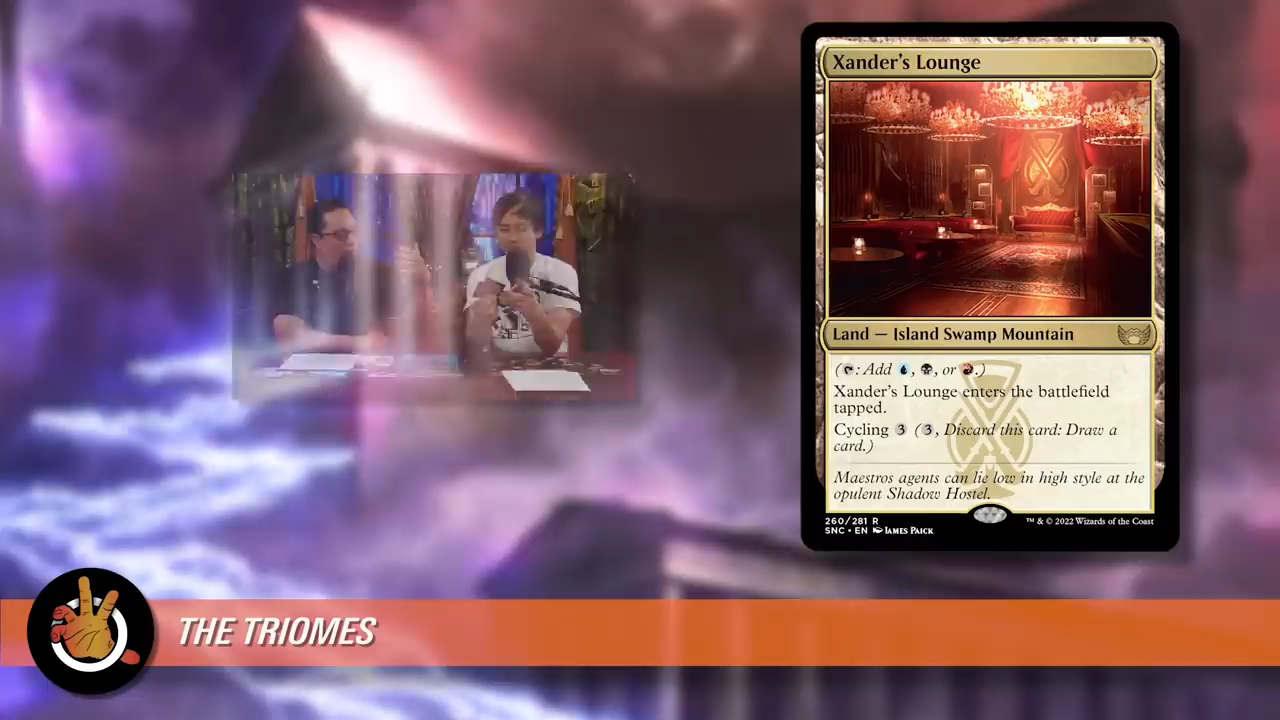 Xander's Lounge
Land — Island Swamp Mountain
( : Add , , or .)
Xander's Lounge enters the battlefield
tapped.
Cycling 3 (3, Discard this card: Draw a
card.)
Maestros agents can lie low in high style at the
opulent Shadow Hostel.
260/281 R
SNC • EN JAMES PAICK
™ & © 2022 Wizards of the Coast
THE TRIOMES